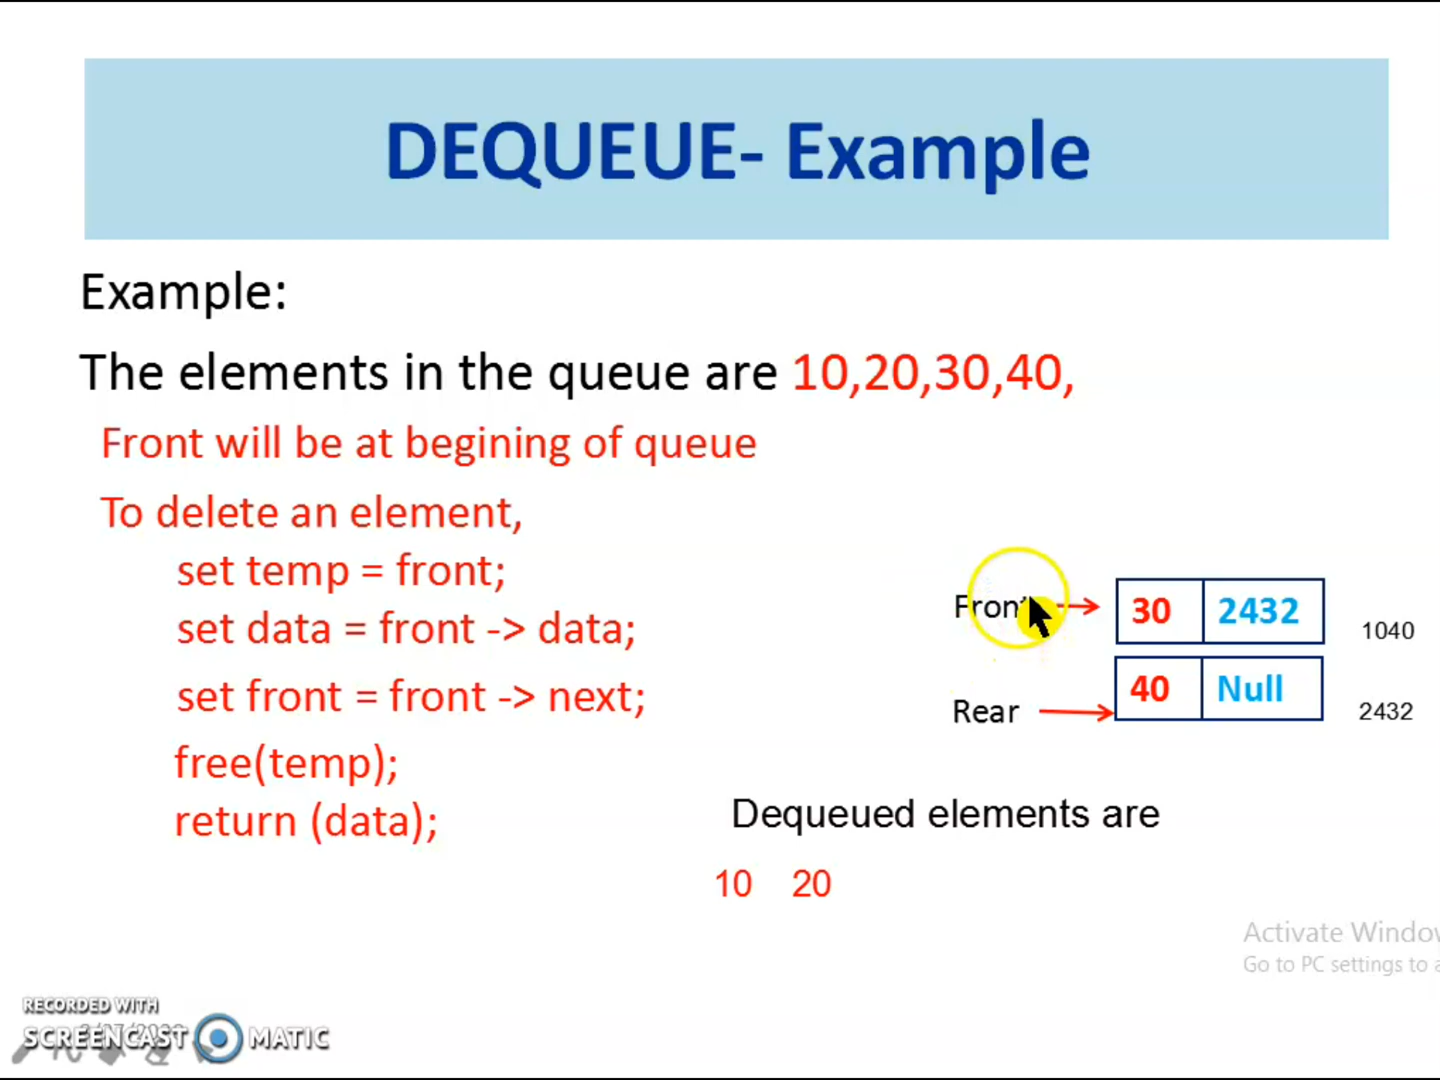 DEQUEUE- Example
Example:
The elements in the queue are 10,20,30,40,
Front will be at begining of queue
To delete an element,
set temp = front;
set data = front -> data;
set front = front -> next;
free(temp);
return (data);
Front
30 2432
1040
40 Null
Rear
2432
Dequeued elements are
10 20
Activate Window
Go to PC settings to a
RECORDED WITH
SCREENCAST MATIC